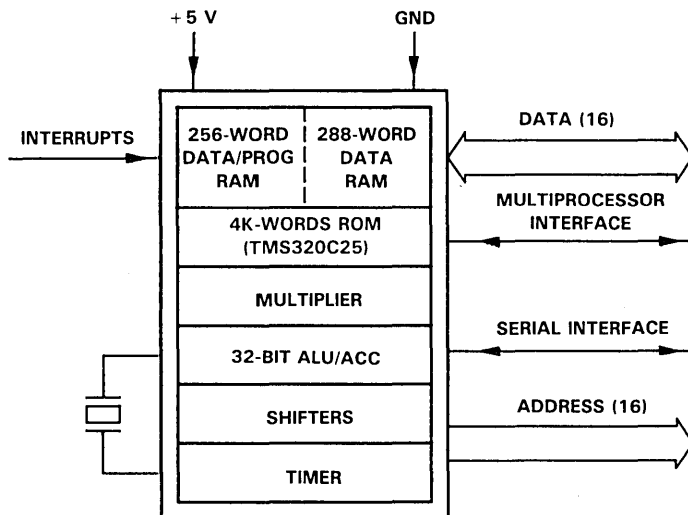 +5 V
GND
INTERRUPTS
256-WORD
DATA/PROG
RAM
288-WORD
DATA
RAM
DATA (16)
MULTIPROCESSOR
INTERFACE
4K-WORDS ROM
(TMS320C25)
MULTIPLIER
SERIAL INTERFACE
32-BIT ALU/ACC
ADDRESS (16)
SHIFTERS
TIMER